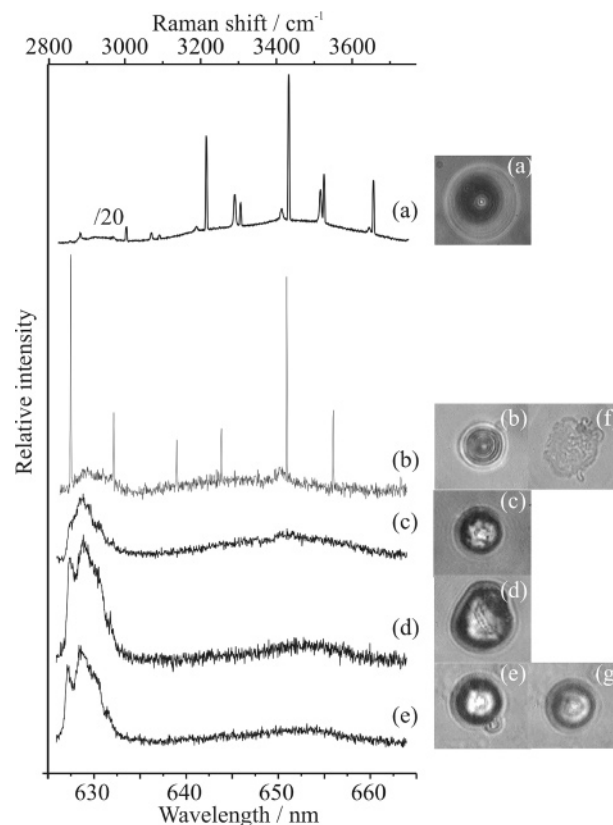 Raman shift / cm⁻¹
2800 3000 3200 3400 3600
(a)
/20
(a)
Relative intensity
(b)
(b) (f)
(c)
(c)
(d)
(d)
(e)
(e) (g)
630 640 650 660
Wavelength / nm